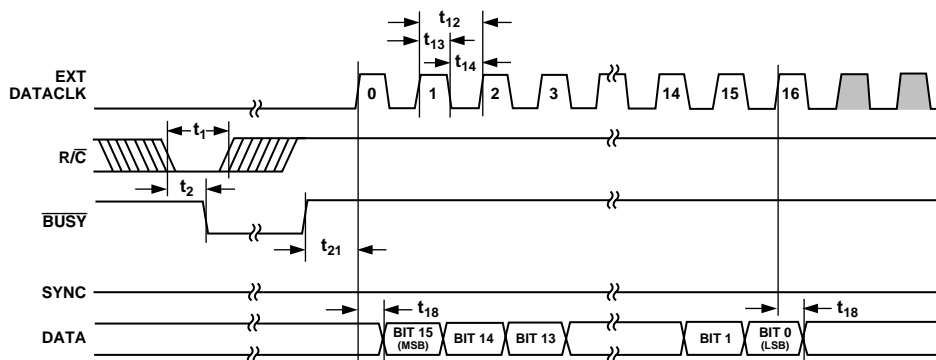 t12
t13
t14
EXT
DATACLK
0
1
2
3
14
15
16
t1
R/C̅
t2
B̅U̅S̅Y̅
t21
SYNC
t18
t18
DATA
BIT 15
(MSB)
BIT 14
BIT 13
BIT 1
BIT 0
(LSB)